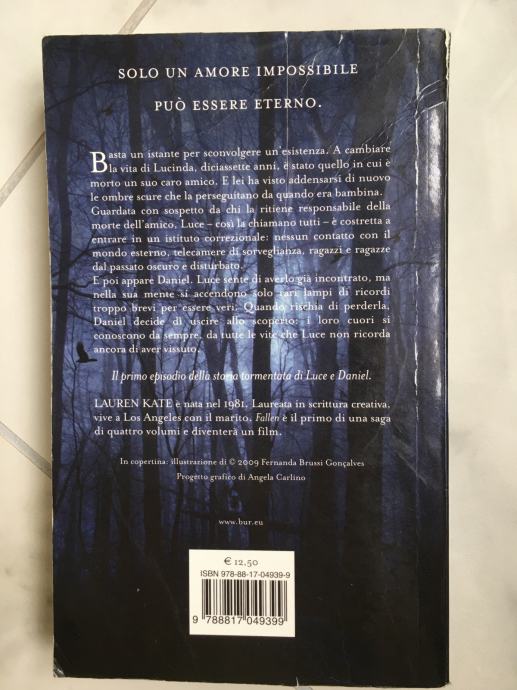 SOLO UN AMORE IMPOSSIBILE
PUÒ ESSERE ETERNO.
Basta un istante per sconvolgere un'esistenza. A cambiare
la vita di Lucinda, diciassette anni, è stato quello in cui è
morto un suo caro amico. E lei ha visto addensarsi di nuovo
le ombre scure che la perseguitano da quando era bambina.
Guardata con sospetto da chi la ritiene responsabile della
morte dell'amico, Luce – così la chiamano tutti – è costretta a
entrare in un istituto correzionale: nessun contatto con il
mondo esterno, telecamere di sorveglianza, ragazzi e ragazze
dal passato oscuro e disturbato.
E poi appare Daniel. Luce sente di averlo già incontrato, ma
nella sua mente si accendono solo rari lampi di ricordi
troppo brevi per essere veri. Quando rischia di perderla,
Daniel decide di uscire allo scoperto: i loro cuori si
conoscono da sempre, da tutte le vite che Luce non ricorda
ancora di aver vissuto.
Il primo episodio della storia tormentata di Luce e Daniel.
LAUREN KATE è nata nel 1981. Laureata in scrittura creativa,
vive a Los Angeles con il marito. Fallen è il primo di una saga
di quattro volumi e diventerà un film.
In copertina: illustrazione di © 2009 Fernanda Brussi Gonçalves
Progetto grafico di Angela Carlino
www.bur.eu
€ 12,50
ISBN 978-88-17-04939-9
9 788817 049399